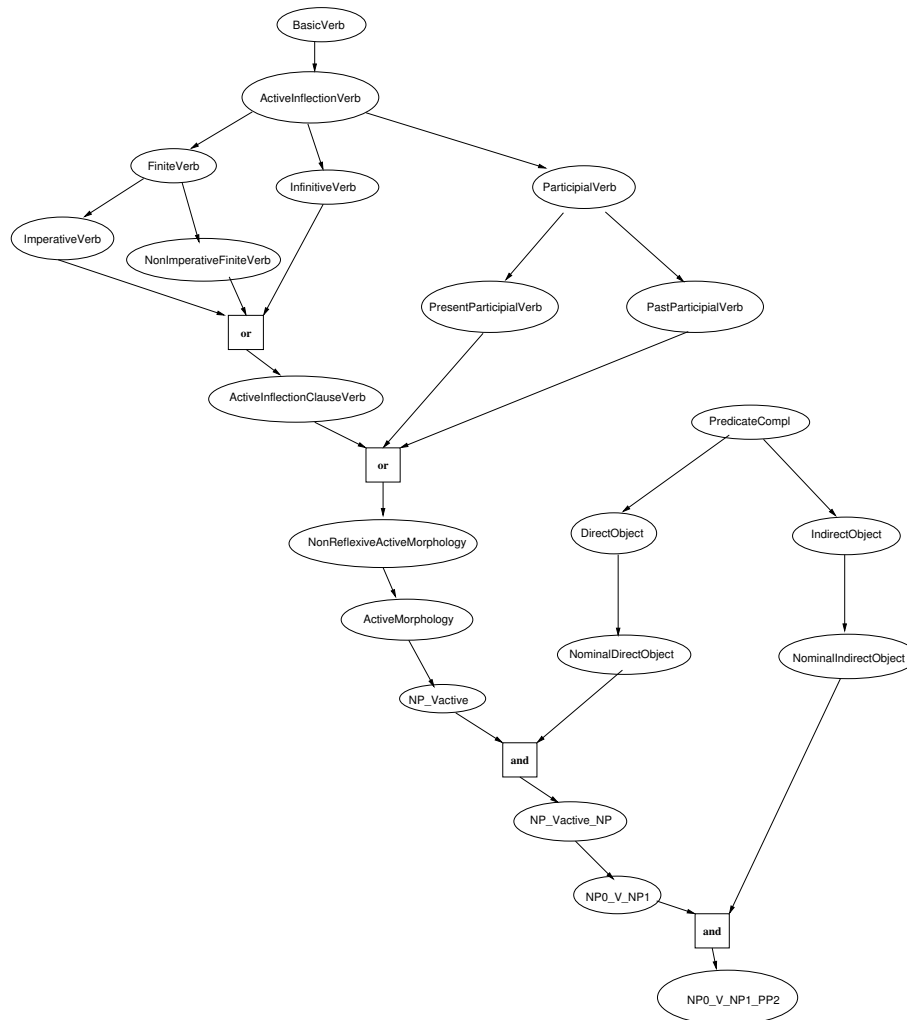 BasicVerb
ActiveInflectionVerb
FiniteVerb
InfinitiveVerb
ParticipialVerb
ImperativeVerb
NonImperativeFiniteVerb
PresentParticipialVerb
PastParticipialVerb
or
ActiveInflectionClauseVerb
PredicateCompl
or
DirectObject
IndirectObject
NonReflexiveActiveMorphology
ActiveMorphology
NominalDirectObject
NominalIndirectObject
NP_Vactive
and
NP_Vactive_NP
NP0_V_NP1
and
NP0_V_NP1_PP2